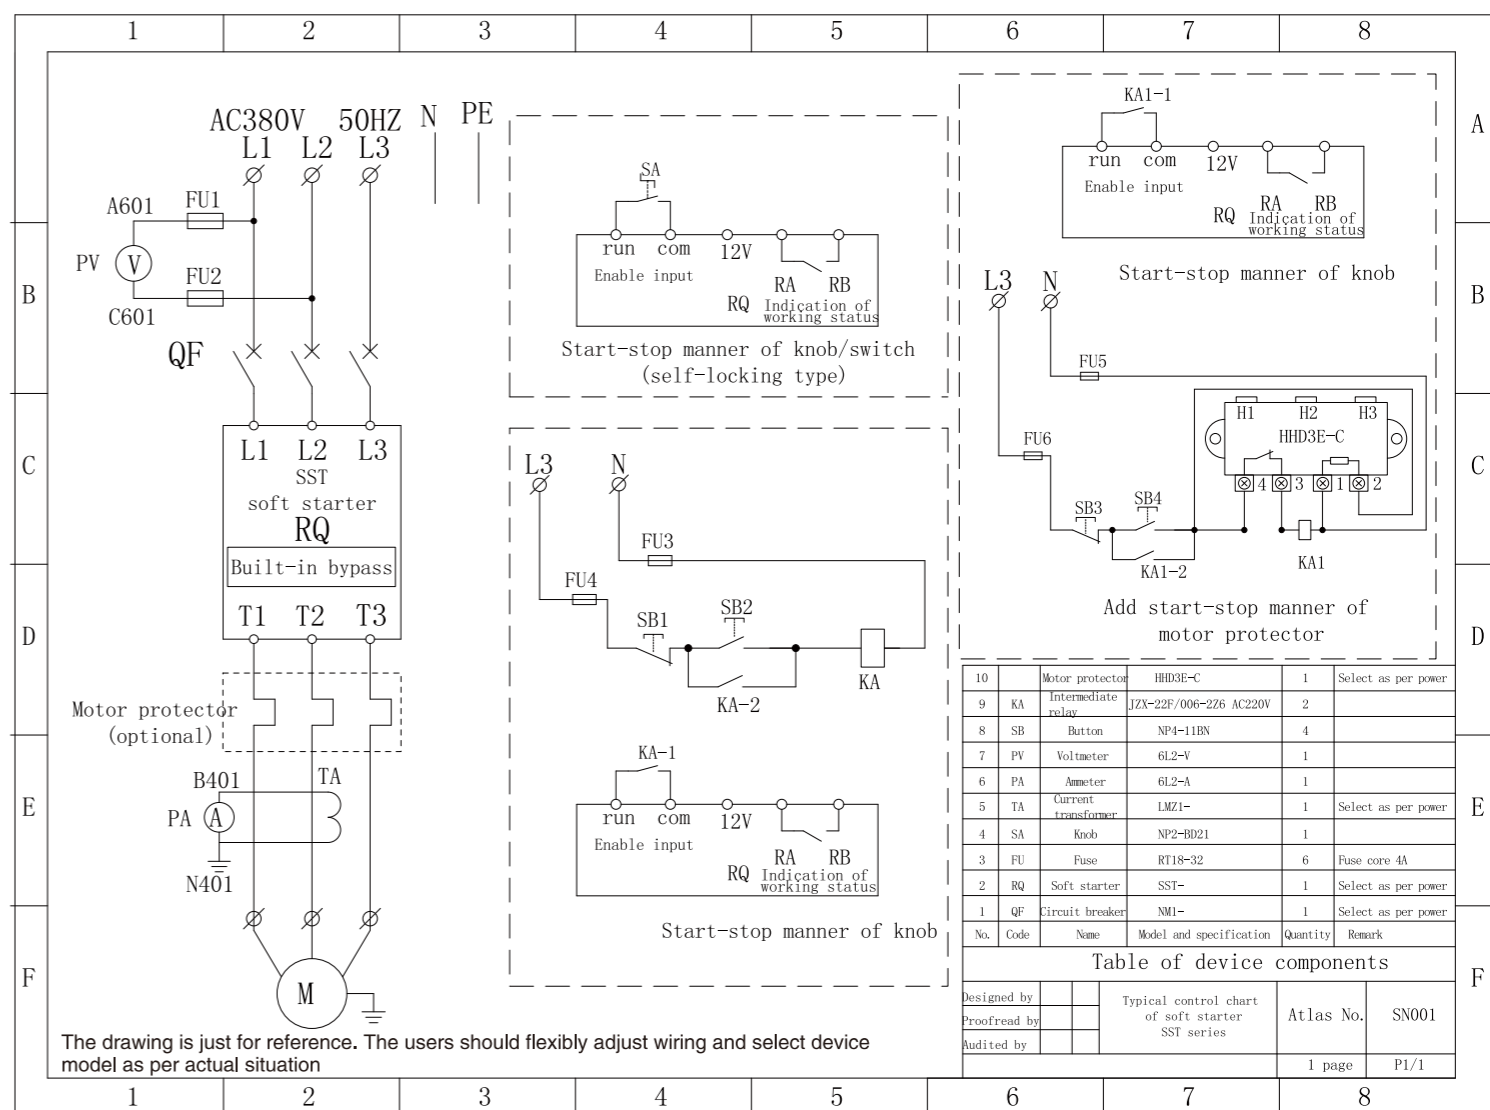 1 2 3 4 5 6 7 8
A
B
C
D
E
F
AC380V 50HZ N PE
L1 L2 L3
A601 FU1
PV V
FU2
C601
QF
L1 L2 L3
SST
soft starter
RQ
Built-in bypass
T1 T2 T3
Motor protector
(optional)
B401 TA
PA A
N401
M
The drawing is just for reference. The users should flexibly adjust wiring and select device
model as per actual situation
SA
run com 12V
Enable input
RA RB
RQ Indication of
working status
Start-stop manner of knob/switch
(self-locking type)
L3 N
FU3
FU4
SB1 SB2
KA-2 KA
KA-1
run com 12V
Enable input
RA RB
RQ Indication of
working status
Start-stop manner of knob
KA1-1
run com 12V
Enable input
RA RB
RQ Indication of
working status
Start-stop manner of knob
L3 N
FU5
H1 H2 H3
HHD3E-C
FU6
4 3 1 2
SB3 SB4
KA1-2 KA1
Add start-stop manner of
motor protector
10 Motor protector HHD3E-C 1 Select as per power
9 KA Intermediate relay JZX-22F/006-2Z6 AC220V 2
8 SB Button NP4-11BN 4
7 PV Voltmeter 6L2-V 1
6 PA Ammeter 6L2-A 1
5 TA Current transformer LMZ1- 1 Select as per power
4 SA Knob NP2-BD21 1
3 FU Fuse RT18-32 6 Fuse core 4A
2 RQ Soft starter SST- 1 Select as per power
1 QF Circuit breaker NM1- 1 Select as per power
No. Code Name Model and specification Quantity Remark
Table of device components
Designed by
Proofread by
Audited by
Typical control chart
of soft starter
SST series
Atlas No. SN001
1 page P1/1
A
B
C
D
E
F
1 2 3 4 5 6 7 8